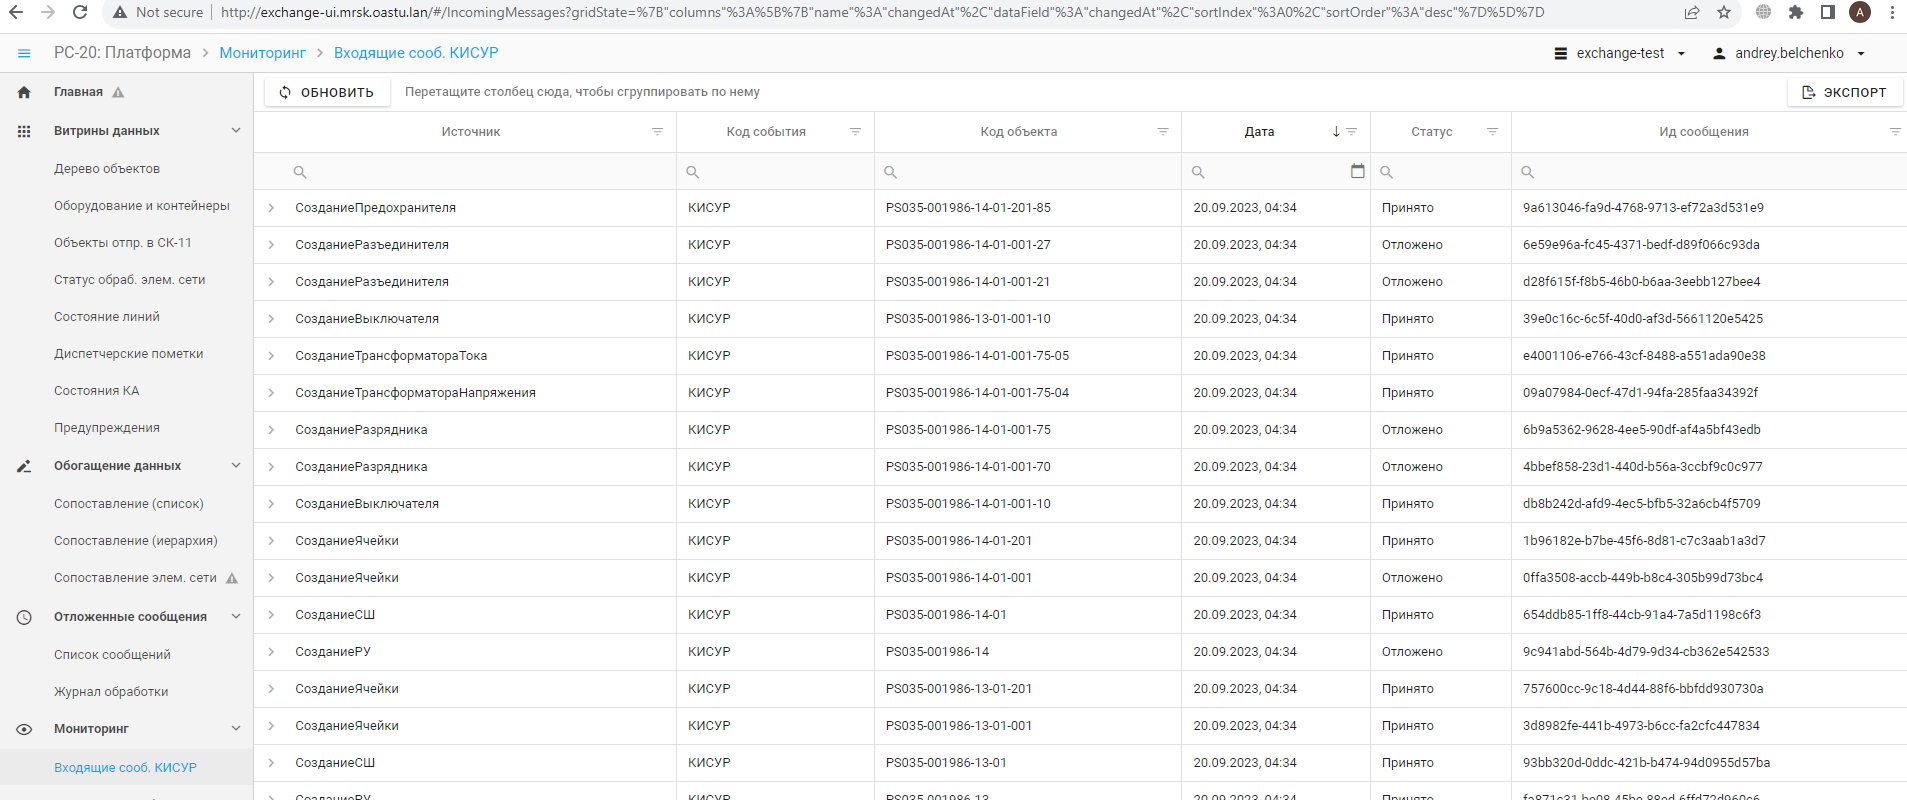 Not secure http://exchange-ui.mrsk.oastu.lan/#/IncomingMessages?gridState=%7B"columns"%3A%5B%7B"name"%3A"changedAt"%2C"dataField"%3A"changedAt"%2C"sortIndex"%3A0%2C"sortOrder"%3A"desc"%7D%5D%7D A
РС-20: Платформа > Мониторинг > Входящие сооб. КИСУР exchange-test andrey.belchenko
Главная
Витрины данных
Дерево объектов
Оборудование и контейнеры
Объекты отпр. в СК-11
Статус обраб. элем. сети
Состояние линий
Диспетчерские пометки
Состояния КА
Предупреждения
Обогащение данных
Сопоставление (список)
Сопоставление (иерархия)
Сопоставление элем. сети
Отложенные сообщения
Список сообщений
Журнал обработки
Мониторинг
Входящие сооб. КИСУР
ОБНОВИТЬ Перетащите столбец сюда, чтобы сгруппировать по нему ЭКСПОРТ
Источник Код события Код объекта Дата Статус Ид сообщения
СозданиеПредохранителя КИСУР PS035-001986-14-01-201-85 20.09.2023, 04:34 Принято 9a613046-fa9d-4768-9713-ef72a3d531e9
СозданиеРазъединителя КИСУР PS035-001986-14-01-001-27 20.09.2023, 04:34 Отложено 6e59e96a-fc45-4371-bedf-d89f066c93da
СозданиеРазъединителя КИСУР PS035-001986-14-01-001-21 20.09.2023, 04:34 Отложено d28f615f-f8b5-46b0-b6aa-3eebb127bee4
СозданиеВыключателя КИСУР PS035-001986-13-01-001-10 20.09.2023, 04:34 Принято 39e0c16c-6c5f-40d0-af3d-5661120e5425
СозданиеТрансформатораТока КИСУР PS035-001986-14-01-001-75-05 20.09.2023, 04:34 Принято e4001106-e766-43cf-8488-a551ada90e38
СозданиеТрансформатораНапряжения КИСУР PS035-001986-14-01-001-75-04 20.09.2023, 04:34 Принято 09a07984-0ecf-47d1-94fa-285faa34392f
СозданиеРазрядника КИСУР PS035-001986-14-01-001-75 20.09.2023, 04:34 Отложено 6b9a5362-9628-4ee5-90df-af4a5bf43edb
СозданиеРазрядника КИСУР PS035-001986-14-01-001-70 20.09.2023, 04:34 Отложено 4bbef858-23d1-440d-b56a-3ccbf9c0c977
СозданиеВыключателя КИСУР PS035-001986-14-01-001-10 20.09.2023, 04:34 Принято db8b242d-afd9-4ec5-bfb5-32a6cb4f5709
СозданиеЯчейки КИСУР PS035-001986-14-01-201 20.09.2023, 04:34 Принято 1b96182e-b7be-45f6-8d81-c7c3aab1a3d7
СозданиеЯчейки КИСУР PS035-001986-14-01-001 20.09.2023, 04:34 Отложено 0ffa3508-accb-449b-b8c4-305b99d73bc4
СозданиеСШ КИСУР PS035-001986-14-01 20.09.2023, 04:34 Принято 654ddb85-1ff8-44cb-91a4-7a5d1198c6f3
СозданиеРУ КИСУР PS035-001986-14 20.09.2023, 04:34 Отложено 9c941abd-564b-4d79-9d34-cb362e542533
СозданиеЯчейки КИСУР PS035-001986-13-01-201 20.09.2023, 04:34 Принято 757600cc-9c18-4d44-88f6-bbfdd930730a
СозданиеЯчейки КИСУР PS035-001986-13-01-001 20.09.2023, 04:34 Принято 3d8982fe-441b-4973-b6cc-fa2cfc447834
СозданиеСШ КИСУР PS035-001986-13-01 20.09.2023, 04:34 Принято 93bb320d-0ddc-421b-b474-94d0955d57ba
СозданиеРУ КИСУР PS035-001986-13 20.09.2023, 04:34 Принято